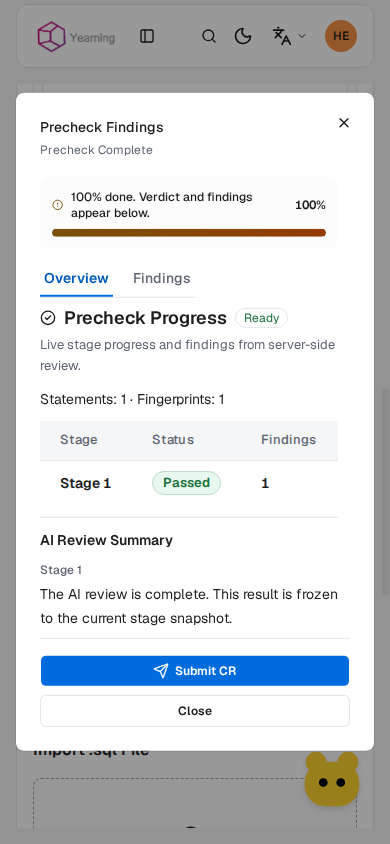 Yearning
HE
Precheck Findings
Precheck Complete
100% done. Verdict and findings
appear below.
100%
Overview
Findings
Precheck Progress
Ready
Live stage progress and findings from server-side
review.
Statements: 1 · Fingerprints: 1
Stage
Status
Findings
Stage 1
Passed
1
AI Review Summary
Stage 1
The AI review is complete. This result is frozen
to the current stage snapshot.
Submit CR
Close
Import .sql File